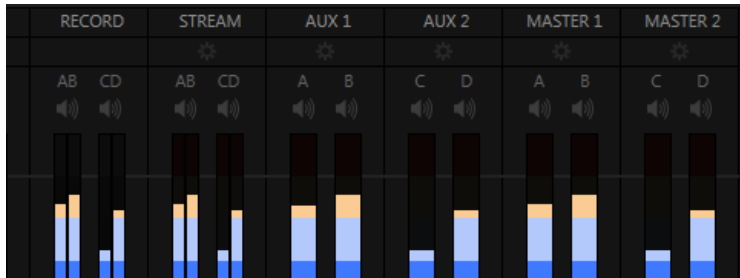 RECORD STREAM AUX 1 AUX 2 MASTER 1 MASTER 2
AB CD AB CD A B C D A B C D